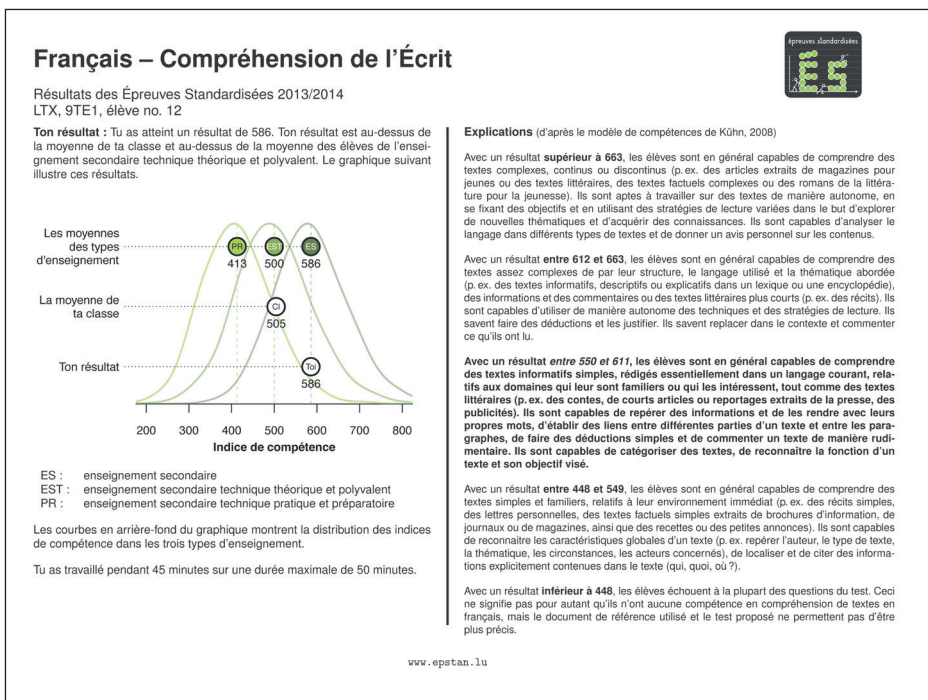 Français – Compréhension de l'Écrit
épreuves standardisées
Résultats des Épreuves Standardisées 2013/2014
LTX, 9TE1, élève no. 12
Ton résultat : Tu as atteint un résultat de 586. Ton résultat est au-dessus de
la moyenne de ta classe et au-dessus de la moyenne des élèves de l'ensei-
gnement secondaire technique théorique et polyvalent. Le graphique suivant
illustre ces résultats.
Les moyennes
des types
d'enseignement
PR EST ES
413 500 586
La moyenne de
ta classe
Cl
505
Ton résultat
Toi
586
200 300 400 500 600 700 800
Indice de compétence
ES : enseignement secondaire
EST : enseignement secondaire technique théorique et polyvalent
PR : enseignement secondaire technique pratique et préparatoire
Les courbes en arrière-fond du graphique montrent la distribution des indices
de compétence dans les trois types d'enseignement.
Tu as travaillé pendant 45 minutes sur une durée maximale de 50 minutes.
Explications (d'après le modèle de compétences de Kühn, 2008)
Avec un résultat supérieur à 663, les élèves sont en général capables de comprendre des
textes complexes, continus ou discontinus (p. ex. des articles extraits de magazines pour
jeunes ou des textes littéraires, des textes factuels complexes ou des romans de la littéra-
ture pour la jeunesse). Ils sont aptes à travailler sur des textes de manière autonome, en
se fixant des objectifs et en utilisant des stratégies de lecture variées dans le but d'explorer
de nouvelles thématiques et d'acquérir des connaissances. Ils sont capables d'analyser le
langage dans différents types de textes et de donner un avis personnel sur les contenus.
Avec un résultat entre 612 et 663, les élèves sont en général capables de comprendre des
textes assez complexes de par leur structure, le langage utilisé et la thématique abordée
(p. ex. des textes informatifs, descriptifs ou explicatifs dans un lexique ou une encyclopédie),
des informations et des commentaires ou des textes littéraires plus courts (p. ex. des récits). Ils
sont capables d'utiliser de manière autonome des techniques et des stratégies de lecture. Ils
savent faire des déductions et les justifier. Ils savent replacer dans le contexte et commenter
ce qu'ils ont lu.
Avec un résultat entre 550 et 611, les élèves sont en général capables de comprendre
des textes informatifs simples, rédigés essentiellement dans un langage courant, rela-
tifs aux domaines qui leur sont familiers ou qui les intéressent, tout comme des textes
littéraires (p. ex. des contes, de courts articles ou reportages extraits de la presse, des
publicités). Ils sont capables de repérer des informations et de les rendre avec leurs
propres mots, d'établir des liens entre différentes parties d'un texte et entre les para-
graphes, de faire des déductions simples et de commenter un texte de manière rudi-
mentaire. Ils sont capables de catégoriser des textes, de reconnaître la fonction d'un
texte et son objectif visé.
Avec un résultat entre 448 et 549, les élèves sont en général capables de comprendre des
textes simples et familiers, relatifs à leur environnement immédiat (p. ex. des récits simples,
des lettres personnelles, des textes factuels simples extraits de brochures d'information, de
journaux ou de magazines, ainsi que des recettes ou des petites annonces). Ils sont capables
de reconnaitre les caractéristiques globales d'un texte (p. ex. repérer l'auteur, le type de texte,
la thématique, les circonstances, les acteurs concernés), de localiser et de citer des informa-
tions explicitement contenues dans le texte (qui, quoi, où ?).
Avec un résultat inférieur à 448, les élèves échouent à la plupart des questions du test. Ceci
ne signifie pas pour autant qu'ils n'ont aucune compétence en compréhension de textes en
français, mais le document de référence utilisé et le test proposé ne permettent pas d'être
plus précis.
www.epstan.lu